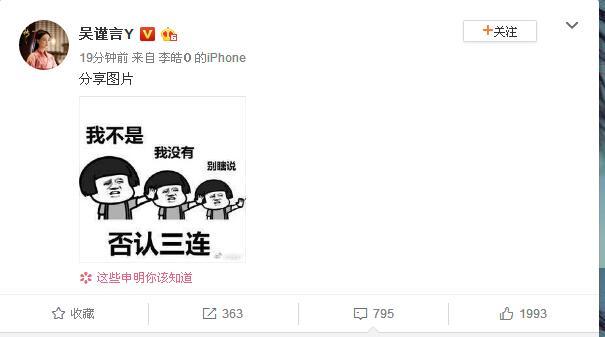 吴谨言Y
+关注
19分钟前 来自 李皓0 的iPhone
分享图片
我不是
我没有
别瞎说
否认三连
这些申明你该知道
收藏
363
795
1993